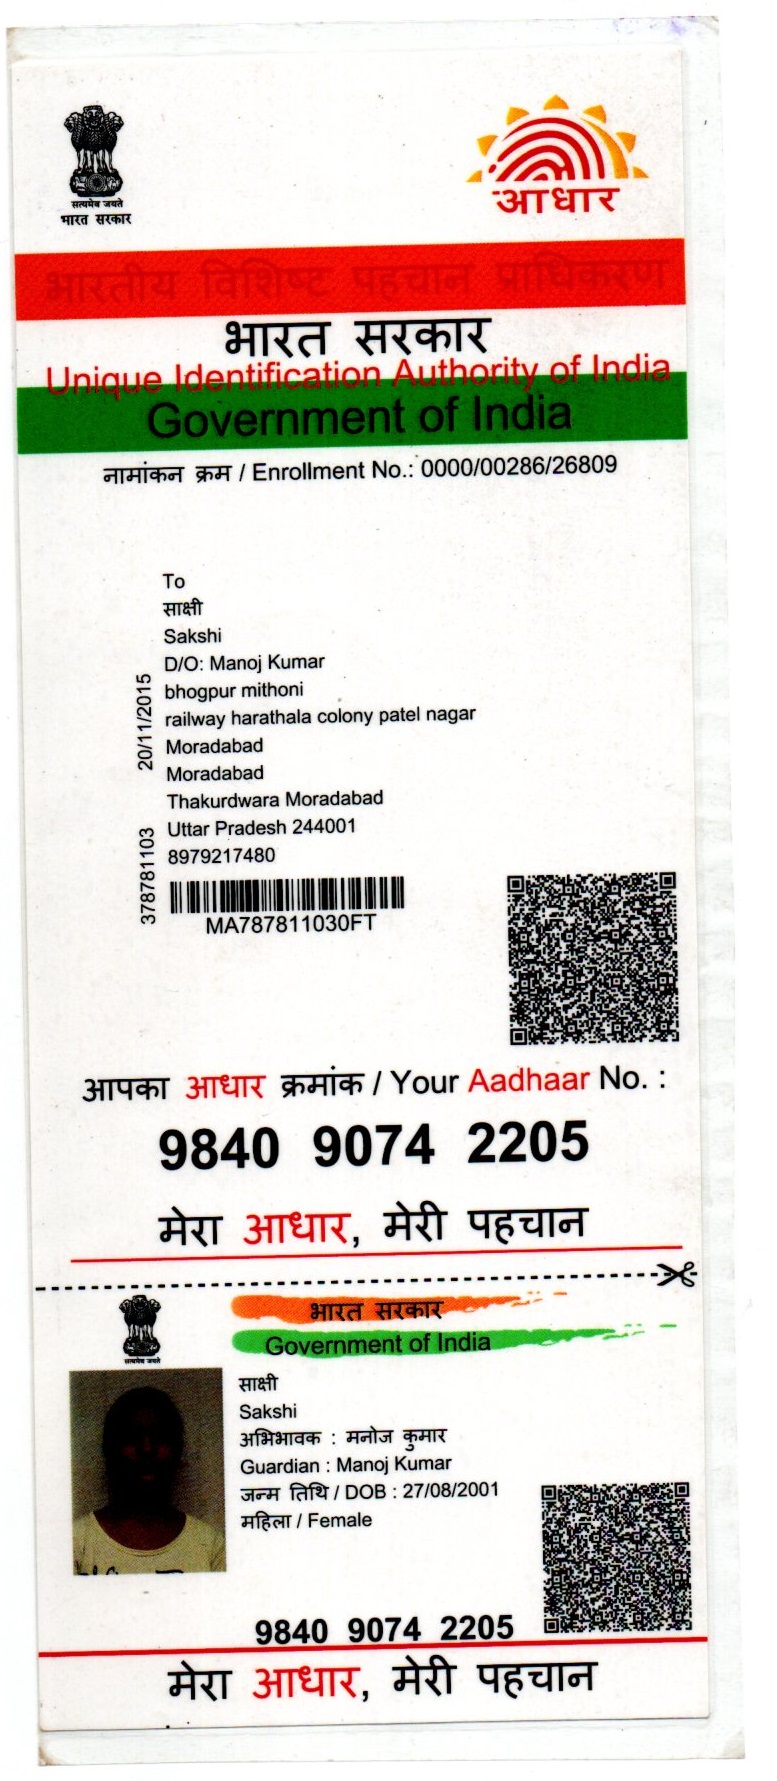 सत्यमेव जयते
भारत सरकार
आधार
भारतीय विशिष्ट पहचान प्राधिकरण
भारत सरकार
Unique Identification Authority of India
Government of India
नामांकन क्रम / Enrollment No.: 0000/00286/26809
To
साक्षी
Sakshi
D/O: Manoj Kumar
bhogpur mithoni
railway harathala colony patel nagar
Moradabad
Moradabad
Thakurdwara Moradabad
Uttar Pradesh 244001
8979217480
20/11/2015
378781103
MA787811030FT
आपका आधार क्रमांक / Your Aadhaar No. :
9840 9074 2205
मेरा आधार, मेरी पहचान
सत्यमेव जयते
भारत सरकार
Government of India
साक्षी
Sakshi
अभिभावक : मनोज कुमार
Guardian : Manoj Kumar
जन्म तिथि / DOB : 27/08/2001
महिला / Female
9840 9074 2205
मेरा आधार, मेरी पहचान